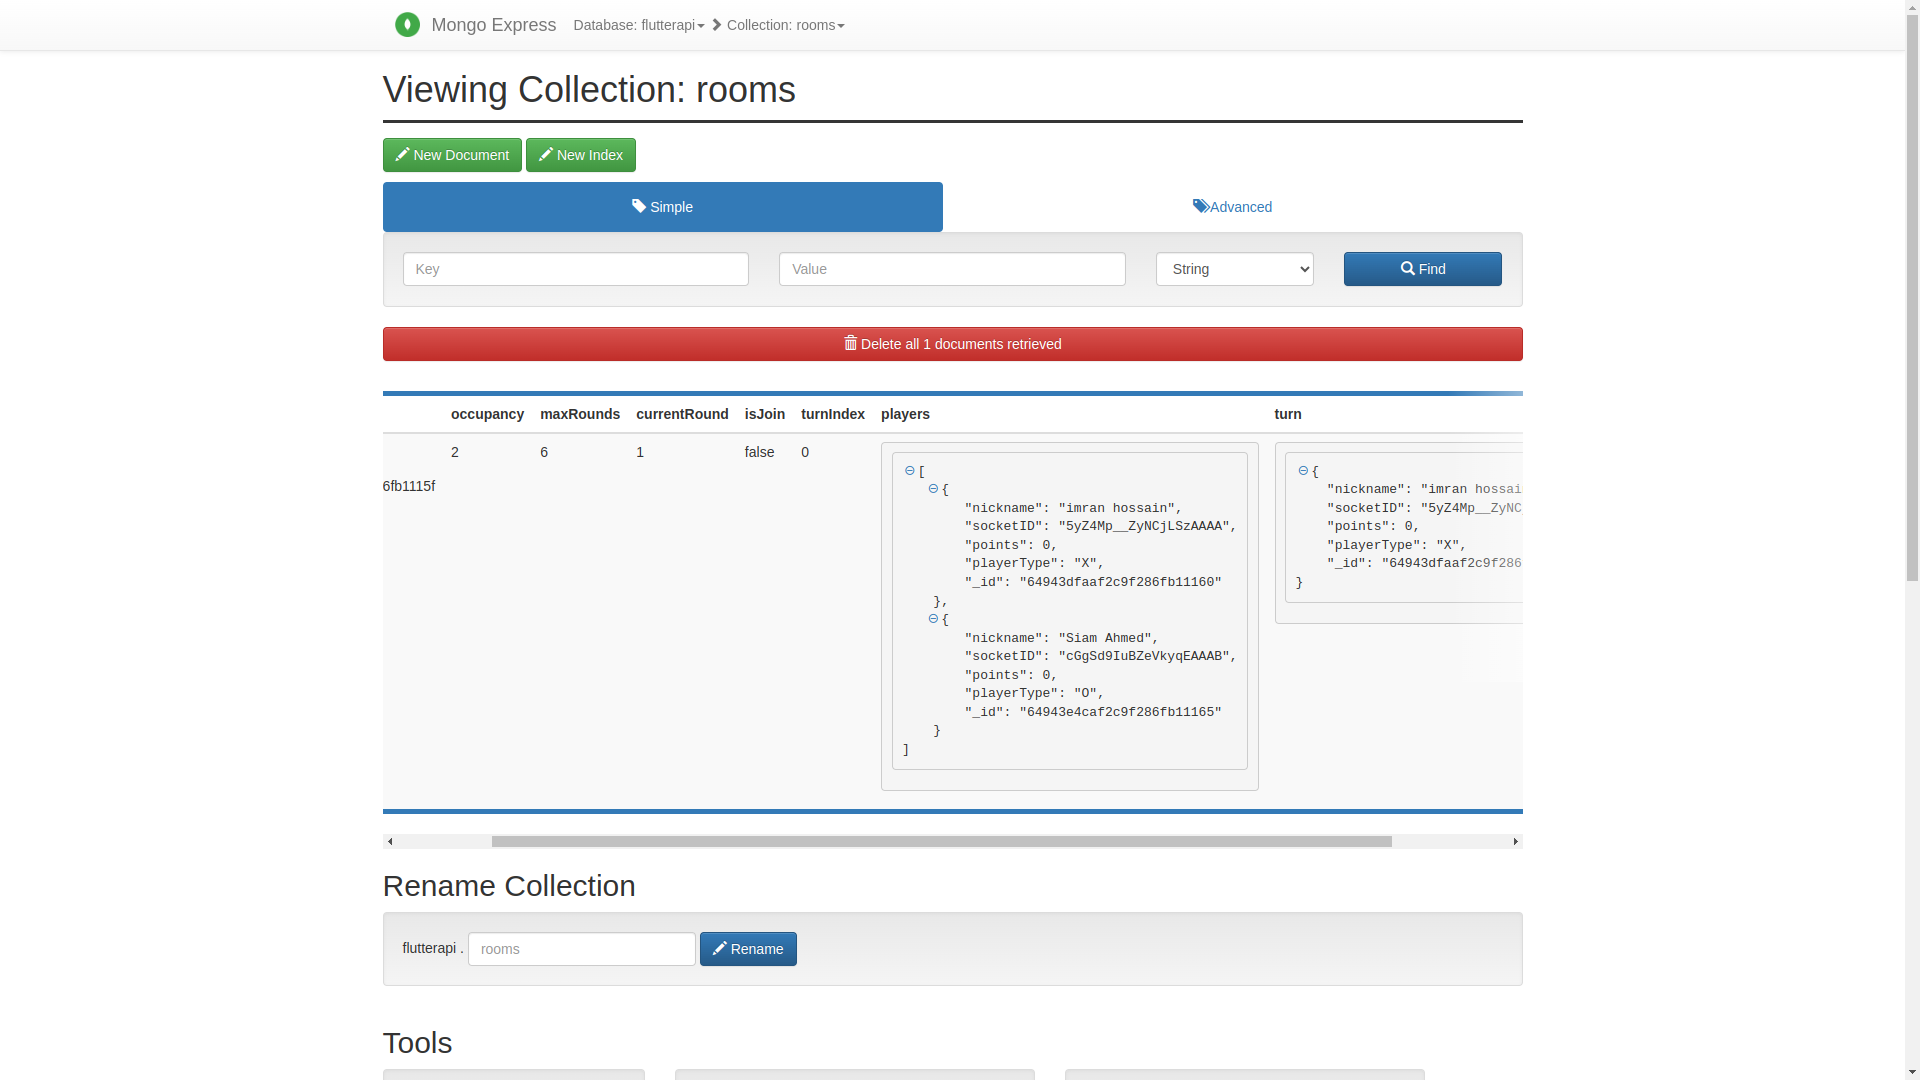 Mongo Express Database: flutterapi Collection: rooms
Viewing Collection: rooms
New Document New Index
Simple Advanced
Key Value String Find
Delete all 1 documents retrieved
occupancy maxRounds currentRound isJoin turnIndex players turn
2 6 1 false 0
6fb1115f
[
{
"nickname": "imran hossain",
"socketID": "5yZ4Mp__ZyNCjLSzAAAA",
"points": 0,
"playerType": "X",
"_id": "64943dfaaf2c9f286fb11160"
},
{
"nickname": "Siam Ahmed",
"socketID": "cGgSd9IuBZeVkyqEAAAB",
"points": 0,
"playerType": "O",
"_id": "64943e4caf2c9f286fb11165"
}
]
{
"nickname": "imran hossai
"socketID": "5yZ4Mp__ZyNC
"points": 0,
"playerType": "X",
"_id": "64943dfaaf2c9f286
}
Rename Collection
flutterapi . rooms Rename
Tools